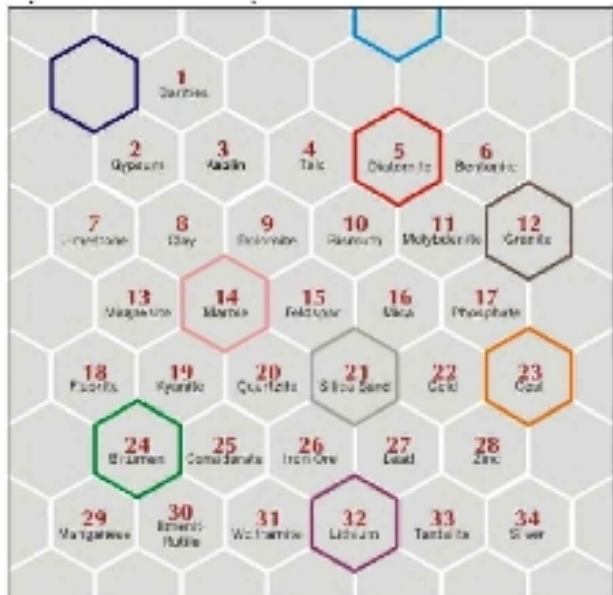 1
Barites
2 3 4 5 6
Gypsum Kaolin Talc Diatomite Bentonite
7 8 9 10 11 12
Limestone Clay Dolomite Bismuth Molybdenite Granite
13 14 15 16 17
Magnesite Marble Feldspar Mica Phosphate
18 19 20 21 22 23
Fluorite Kyanite Quartzite Silica Sand Gold Coal
24 25 26 27 28
Bitumen Iron Ore Lead Zinc
29 30 31 32 33 34
Manganese Ilmenit- Wolframite Lithium Tantalite Silver
Rutile